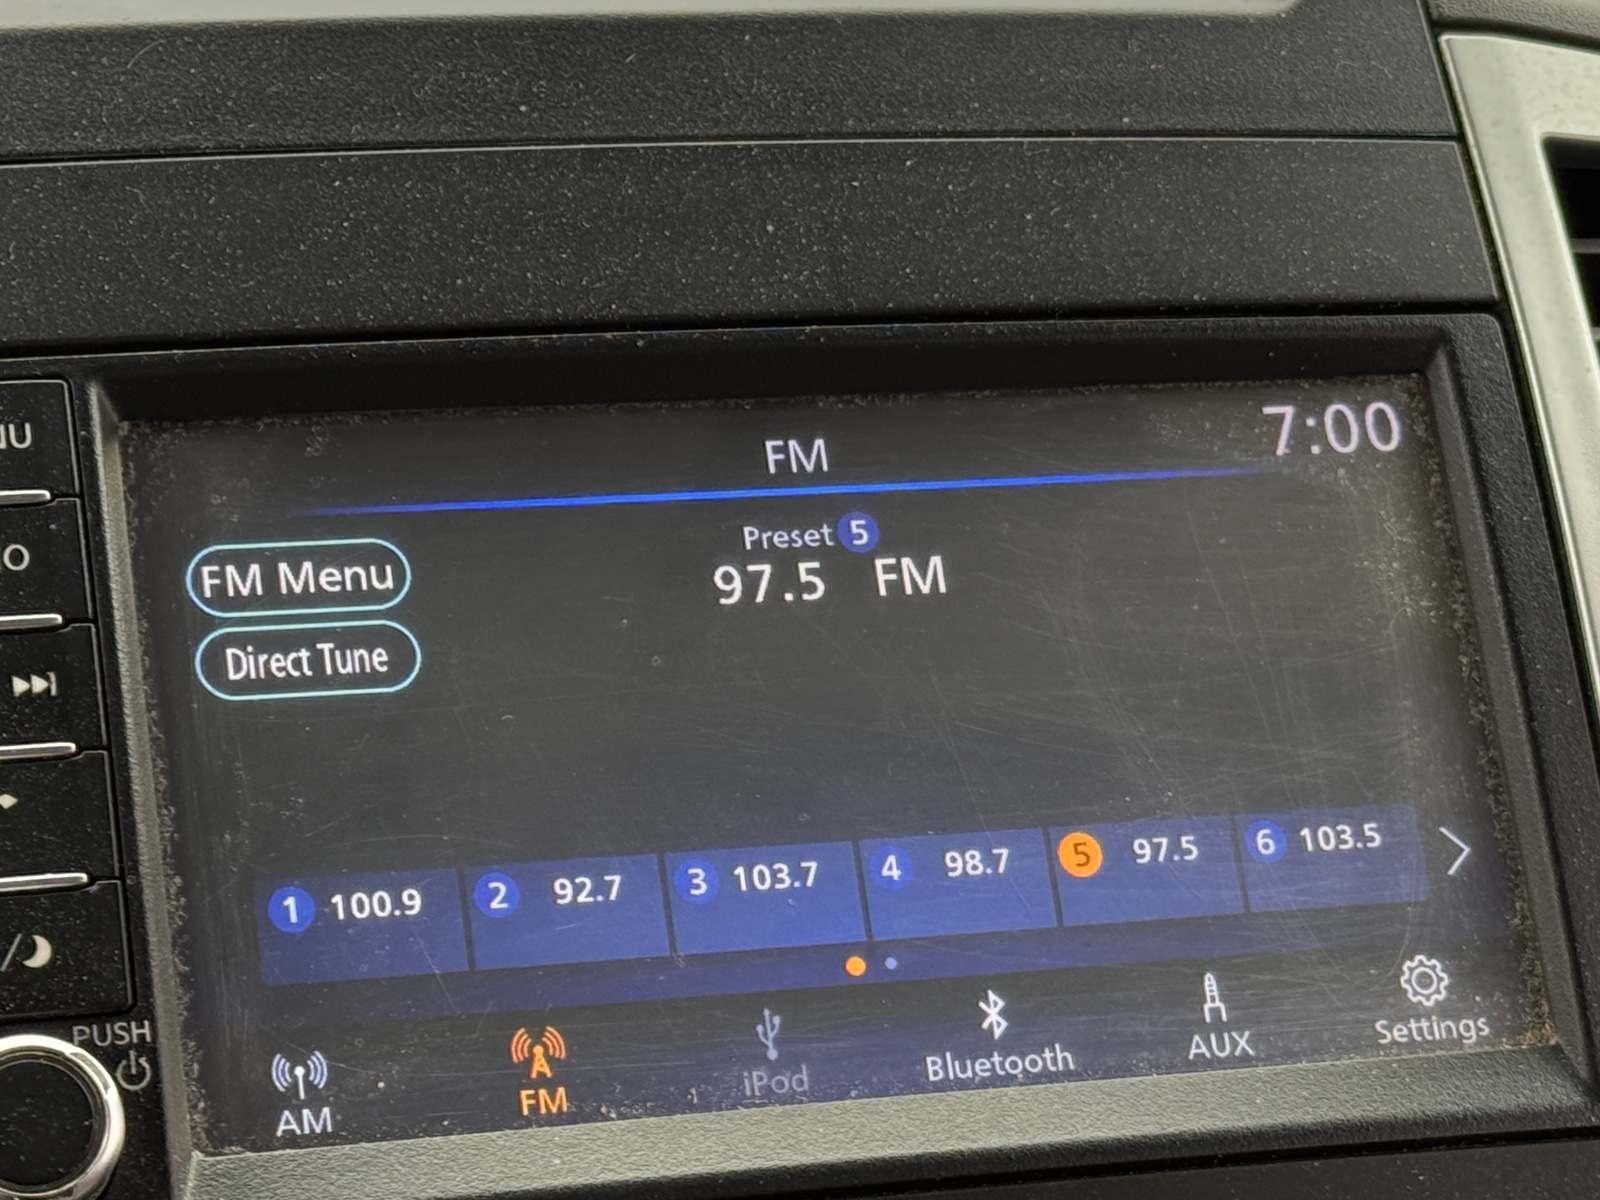 7:00
FM
Preset 5
97.5 FM
FM Menu
Direct Tune
1 100.9 2 92.7 3 103.7 4 98.7 5 97.5 6 103.5
AM FM iPod Bluetooth AUX Settings
PUSH